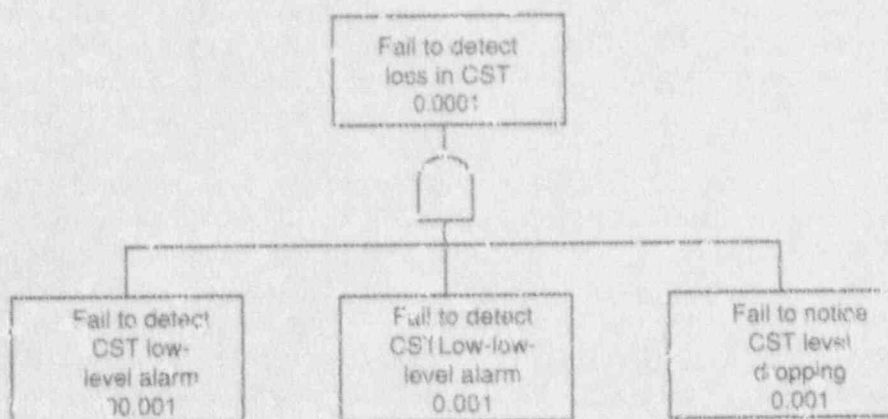 Fail to detect
loss in CST
0.0001
Fail to detect
CST low-
level alarm
00.001
Fail to detect
CST Low-low-
level alarm
0.001
Fail to notice
CST level
dropping
0.001